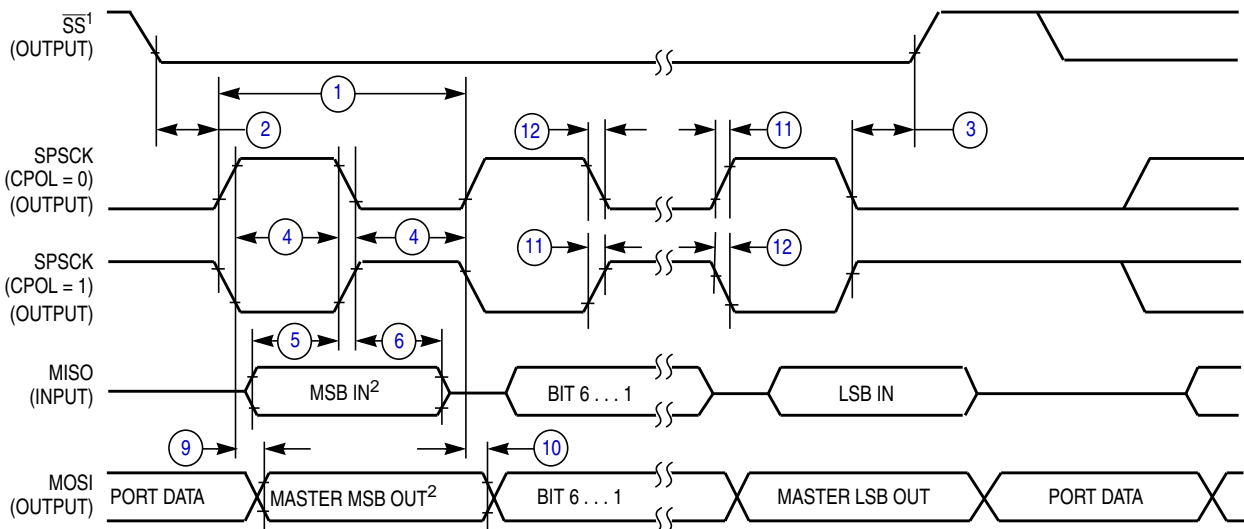 SS¹
(OUTPUT)
1
2
12
11
3
SPSCK
(CPOL = 0)
(OUTPUT)
4
4
11
12
SPSCK
(CPOL = 1)
(OUTPUT)
5
6
MISO
(INPUT)
MSB IN²
BIT 6 . . . 1
LSB IN
9
10
MOSI
(OUTPUT)
PORT DATA
MASTER MSB OUT²
BIT 6 . . . 1
MASTER LSB OUT
PORT DATA